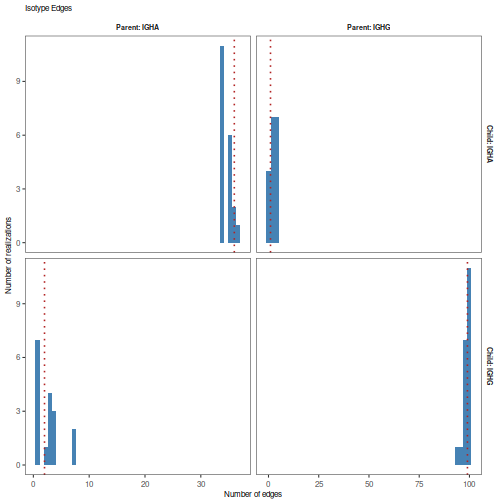 Isotype Edges
Parent: IGHA
Parent: IGHG
9
6
3
0
Child: IGHA
Number of realizations
9
6
3
0
Child: IGHG
0 10 20 30
0 25 50 75 100
Number of edges